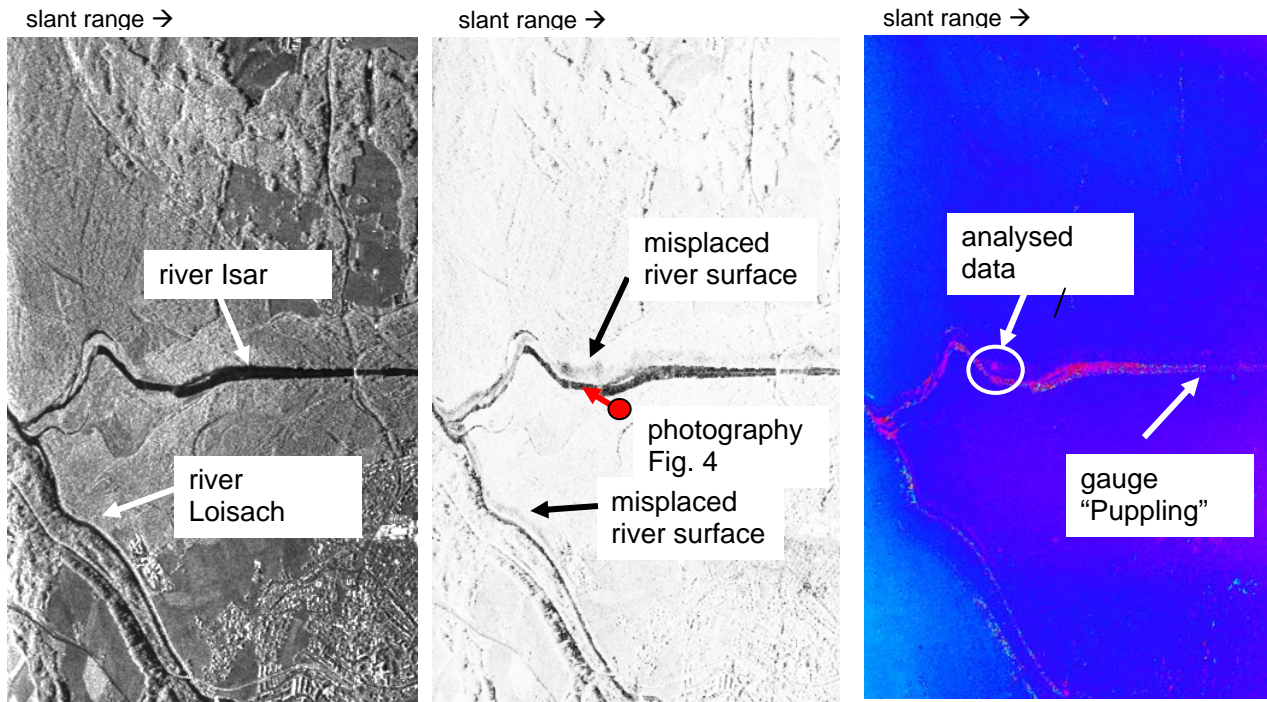 slant range →
slant range →
slant range →
river Isar
river
Loisach
misplaced
river surface
photography
Fig. 4
misplaced
river surface
analysed
data
gauge
“Puppling”